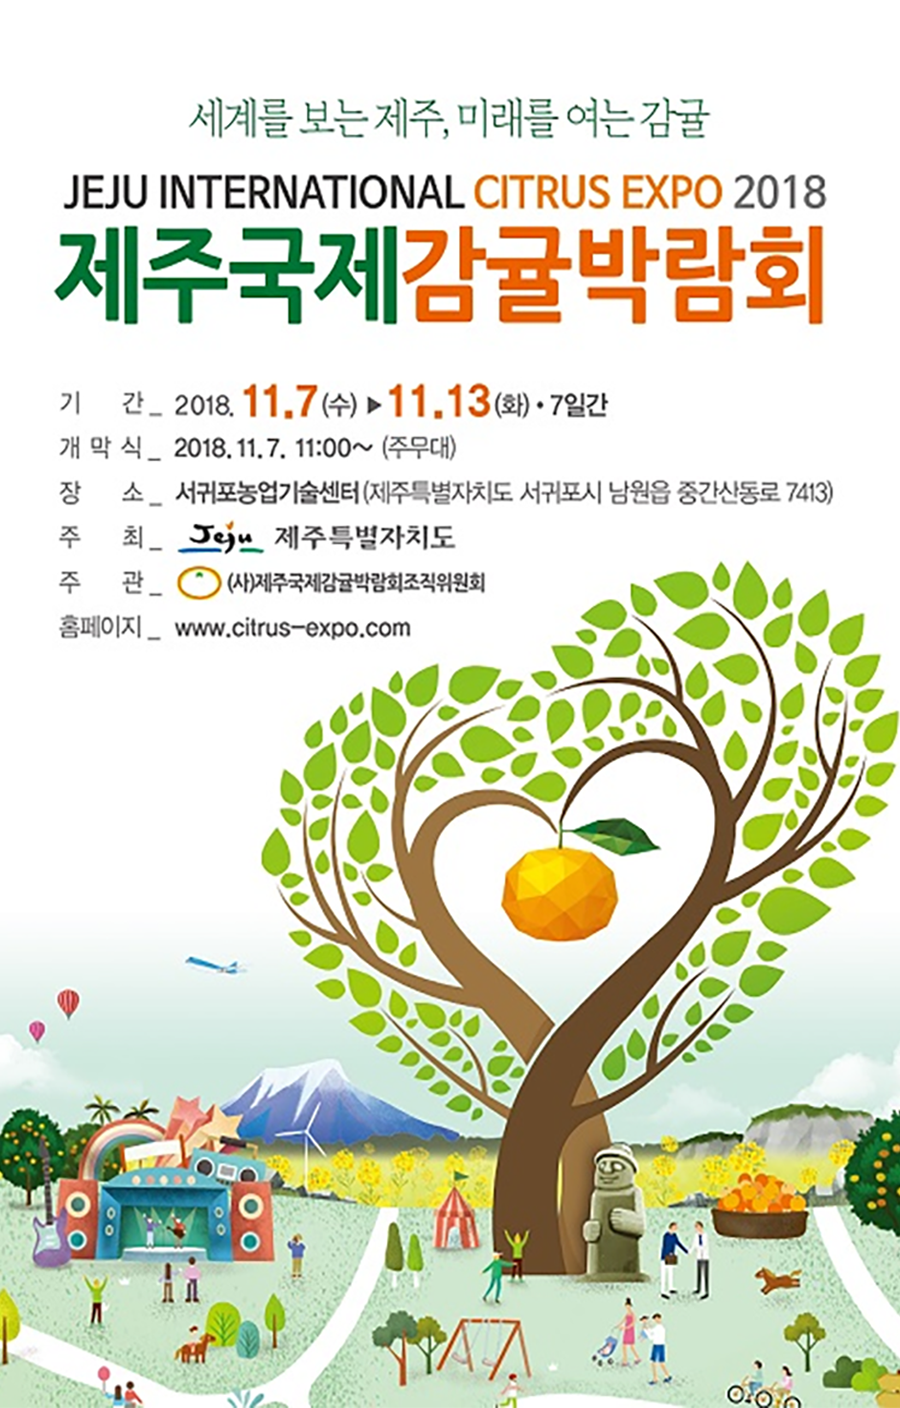 세계를 보는 제주, 미래를 여는 감귤
JEJU INTERNATIONAL CITRUS EXPO 2018
제주국제감귤박람회
기 간_ 2018. 11.7(수) ▶ 11.13(화) • 7일간
개 막 식_ 2018. 11. 7. 11:00~ (주무대)
장 소_ 서귀포농업기술센터(제주특별자치도 서귀포시 남원읍 중간산동로 7413)
주 최_ Jeju 제주특별자치도
주 관_ (사)제주국제감귤박람회조직위원회
홈페이지_ www.citrus-expo.com